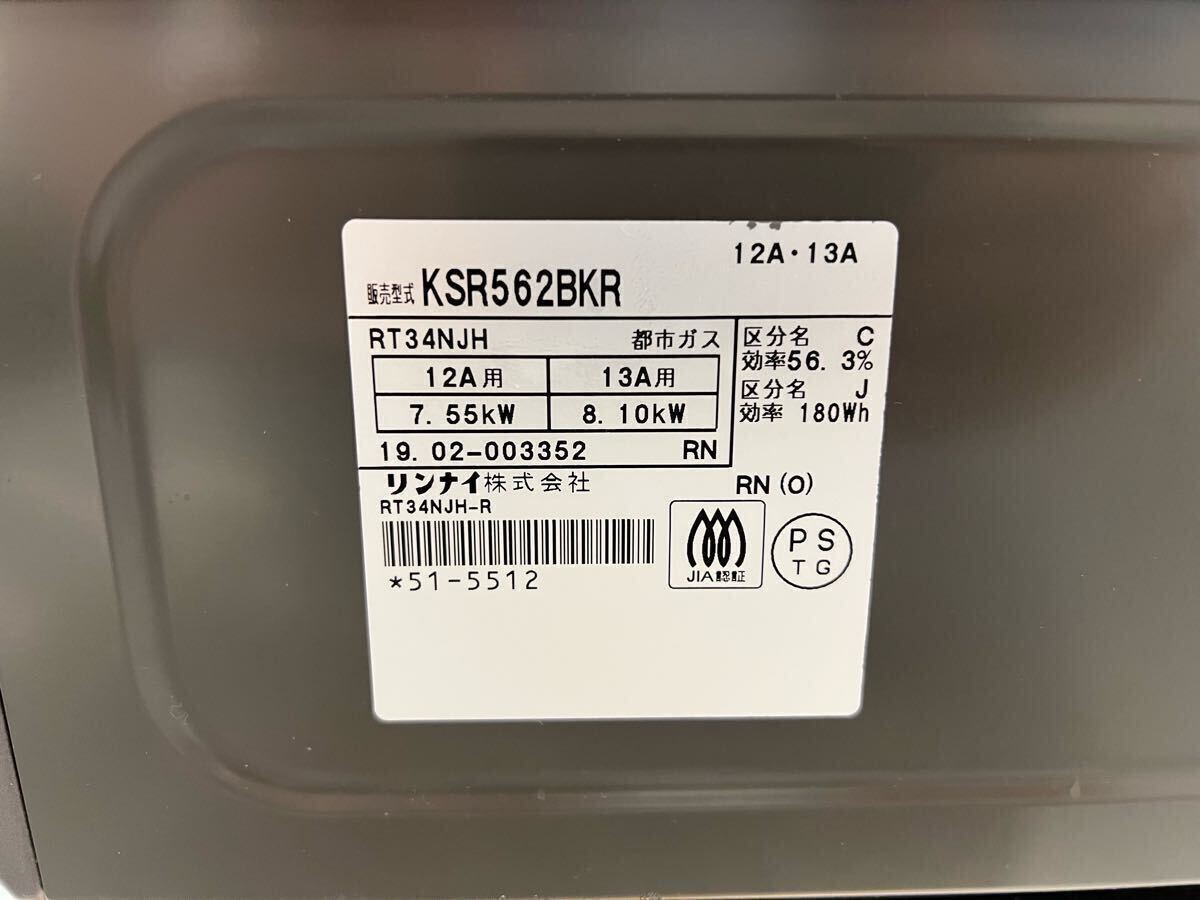 12A・13A
販売型式 KSR562BKR
RT34NJH 都市ガス
12A用 13A用
7.55kW 8.10kW
19.02-003352 RN
区分名 C
効率56.3%
区分名 J
効率 180Wh
リンナイ株式会社 RN(O)
RT34NJH-R
*51-5512
JIA認証
PS
TG